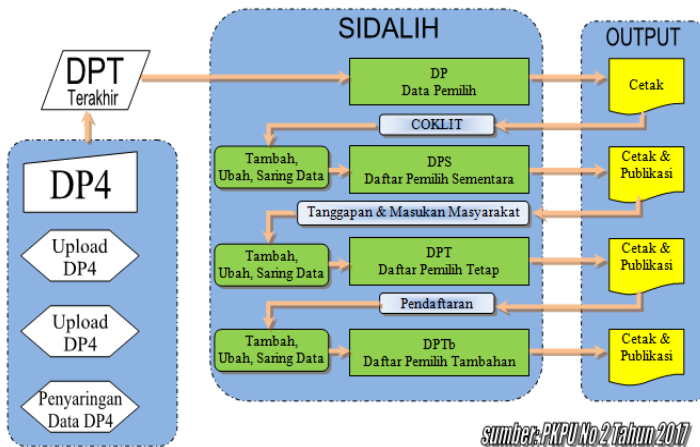 SIDALIH
OUTPUT
DPT
Terakhir
DP
Data Pemilih
Cetak
COKLIT
DP4
Tambah,
Ubah, Saring Data
DPS
Daftar Pemilih Sementara
Cetak &
Publikasi
Tanggapan & Masukan Masyarakat
Upload
DP4
Tambah,
Ubah, Saring Data
DPT
Daftar Pemilih Tetap
Cetak &
Publikasi
Pendaftaran
Upload
DP4
Tambah,
Ubah, Saring Data
DPTb
Daftar Pemilih Tambahan
Cetak &
Publikasi
Penyaringan
Data DP4
sumber: PKPU No 2 Tahun 2017